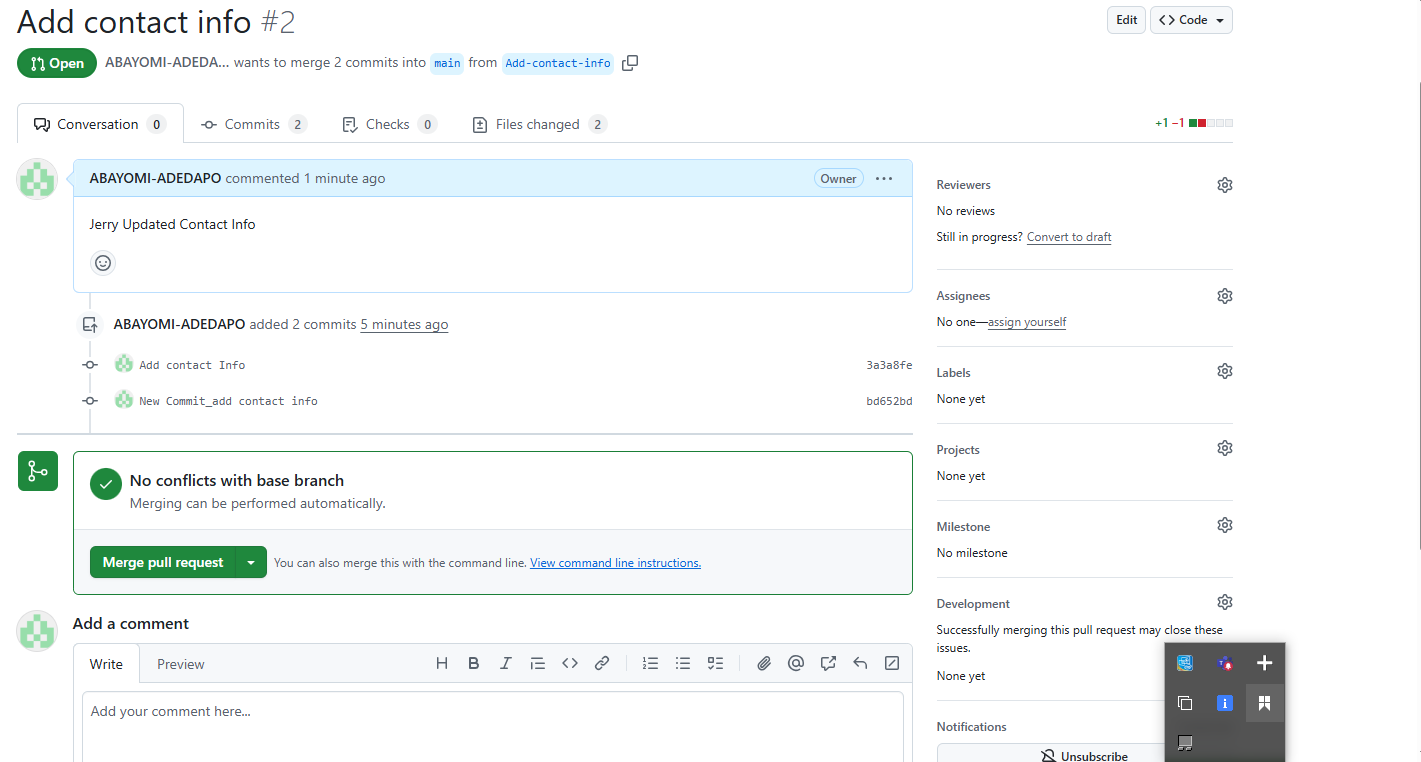 Add contact info #2
Edit
<> Code
Open
ABAYOMI-ADEDA... wants to merge 2 commits into main from Add-contact-info
Conversation 0
Commits 2
Checks 0
Files changed 2
+1 −1
ABAYOMI-ADEDAPO commented 1 minute ago
Owner
Jerry Updated Contact Info
ABAYOMI-ADEDAPO added 2 commits 5 minutes ago
Add contact Info 3a3a8fe
New Commit_add contact info bd652bd
No conflicts with base branch
Merging can be performed automatically.
Merge pull request
You can also merge this with the command line. View command line instructions.
Add a comment
Write
Preview
Add your comment here...
Reviewers
No reviews
Still in progress? Convert to draft
Assignees
No one—assign yourself
Labels
None yet
Projects
None yet
Milestone
No milestone
Development
Successfully merging this pull request may close these
issues.
None yet
Notifications
Unsubscribe